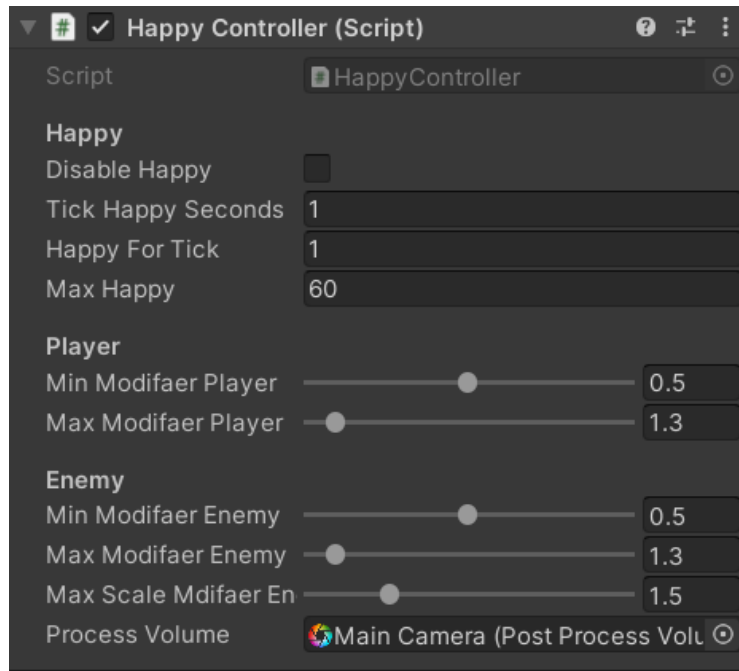 Happy Controller (Script)
Script HappyController
Happy
Disable Happy
Tick Happy Seconds 1
Happy For Tick 1
Max Happy 60
Player
Min Modifaer Player 0.5
Max Modifaer Player 1.3
Enemy
Min Modifaer Enemy 0.5
Max Modifaer Enemy 1.3
Max Scale Mdifaer En 1.5
Process Volume Main Camera (Post Process Volu